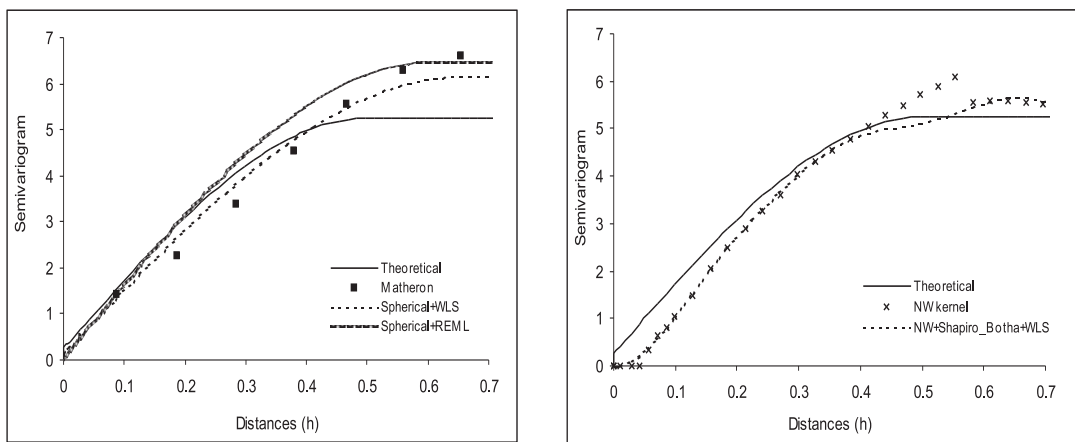 7
6
5
4
3
2
1
0
Semivariogram
Theoretical
Matheron
Spherical+WLS
Spherical+REML
0 0.1 0.2 0.3 0.4 0.5 0.6 0.7
Distances (h)
7
6
5
4
3
2
1
0
Semivariogram
Theoretical
NW kernel
NW+Shapiro_Botha+WLS
0 0.1 0.2 0.3 0.4 0.5 0.6 0.7
Distances (h)